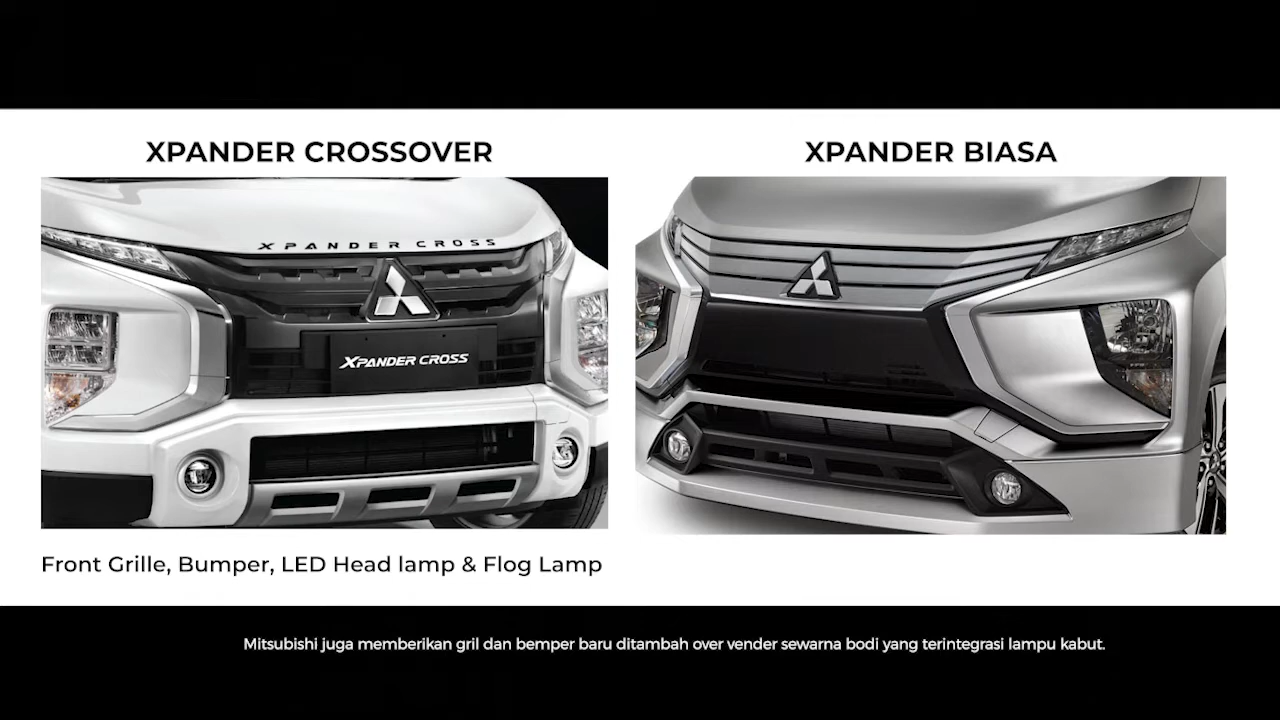 XPANDER CROSSOVER
XPANDER BIASA
XPANDER CROSS
XPANDER CROSS
Front Grille, Bumper, LED Head lamp & Flog Lamp
Mitsubishi juga memberikan gril dan bemper baru ditambah over vender sewarna bodi yang terintegrasi lampu kabut.